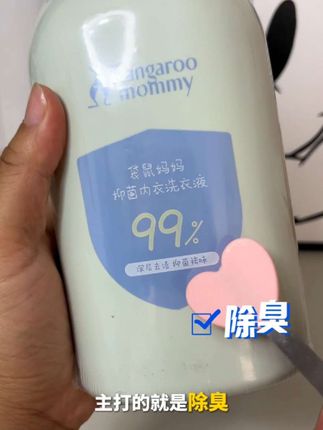 kangaroo
mommy
袋鼠妈妈
抑菌内衣洗衣液
99%
深层去渍 抑菌祛味
除臭
主打的就是除臭